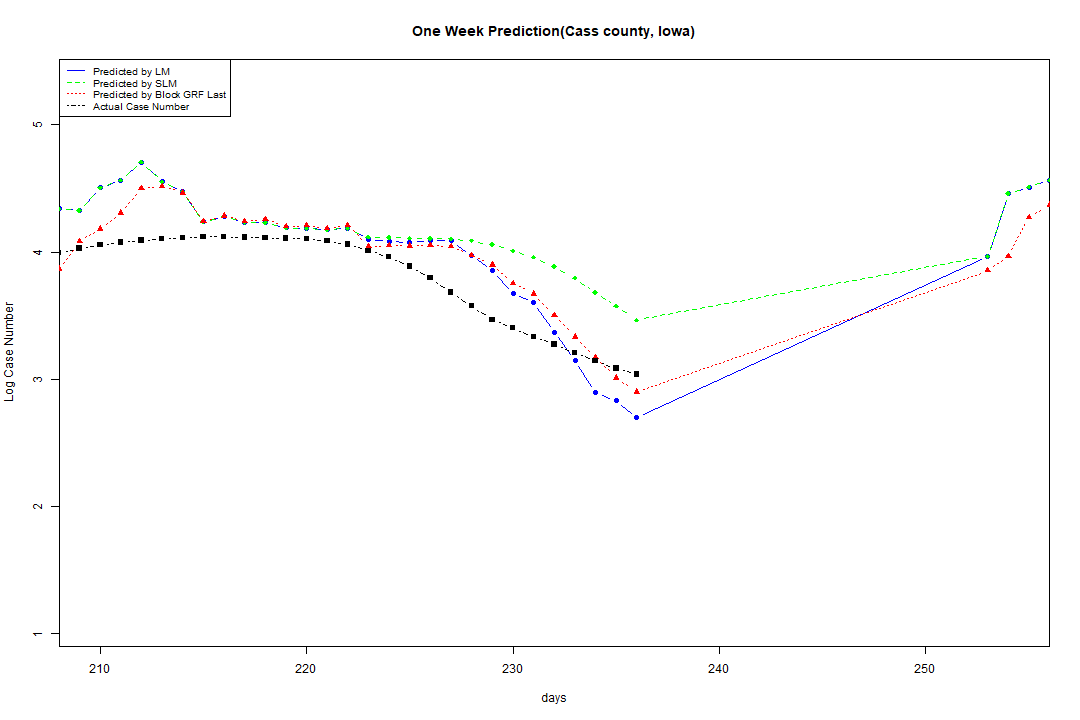 One Week Prediction(Cass county, Iowa)
Predicted by LM
Predicted by SLM
Predicted by Block GRF Last
Actual Case Number
5
4
3
2
1
Log Case Number
210 220 230 240 250
days